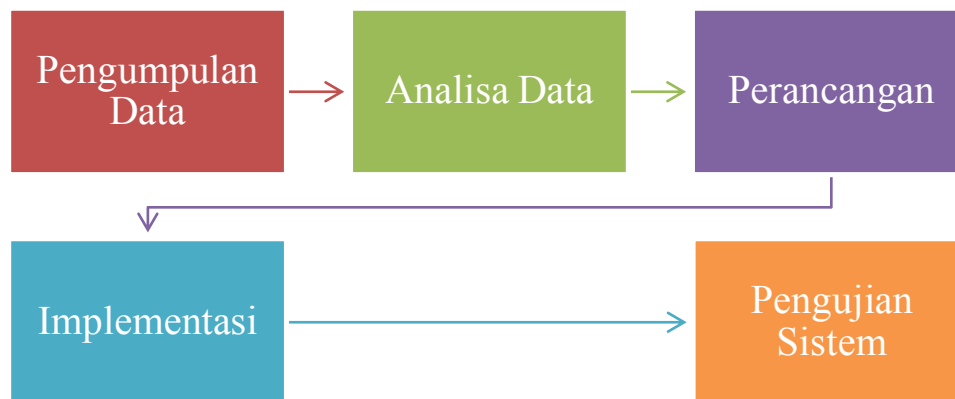 Pengumpulan
Data
Analisa Data
Perancangan
Implementasi
Pengujian
Sistem